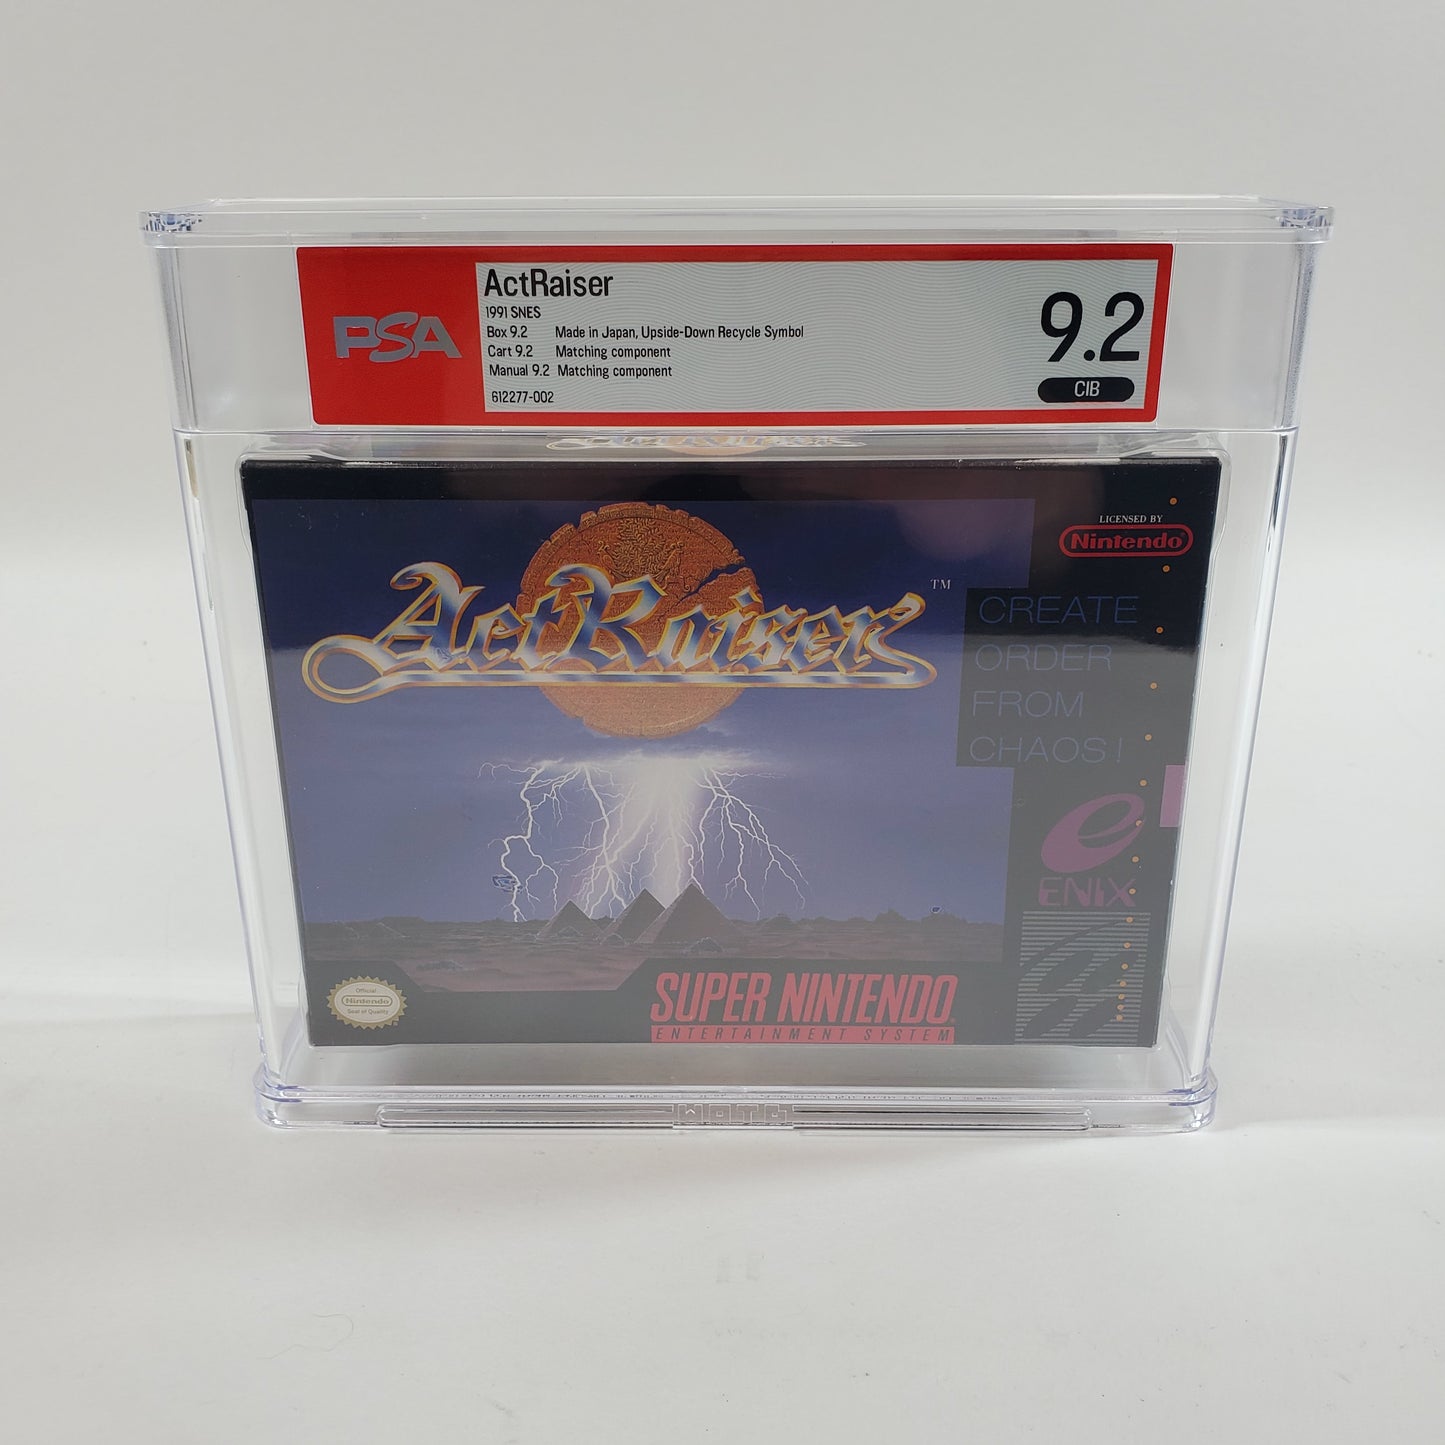 PSA
ActRaiser
1991 SNES
Box 9.2 Made in Japan, Upside-Down Recycle Symbol
Cart 9.2 Matching component
Manual 9.2 Matching component
612277-002
9.2
CIB
LICENSED BY
Nintendo®
ActRaiser™
CREATE
ORDER
FROM
CHAOS!
ENIX
Official
Nintendo
Seal of Quality
SUPER NINTENDO
ENTERTAINMENT SYSTEM
WATA